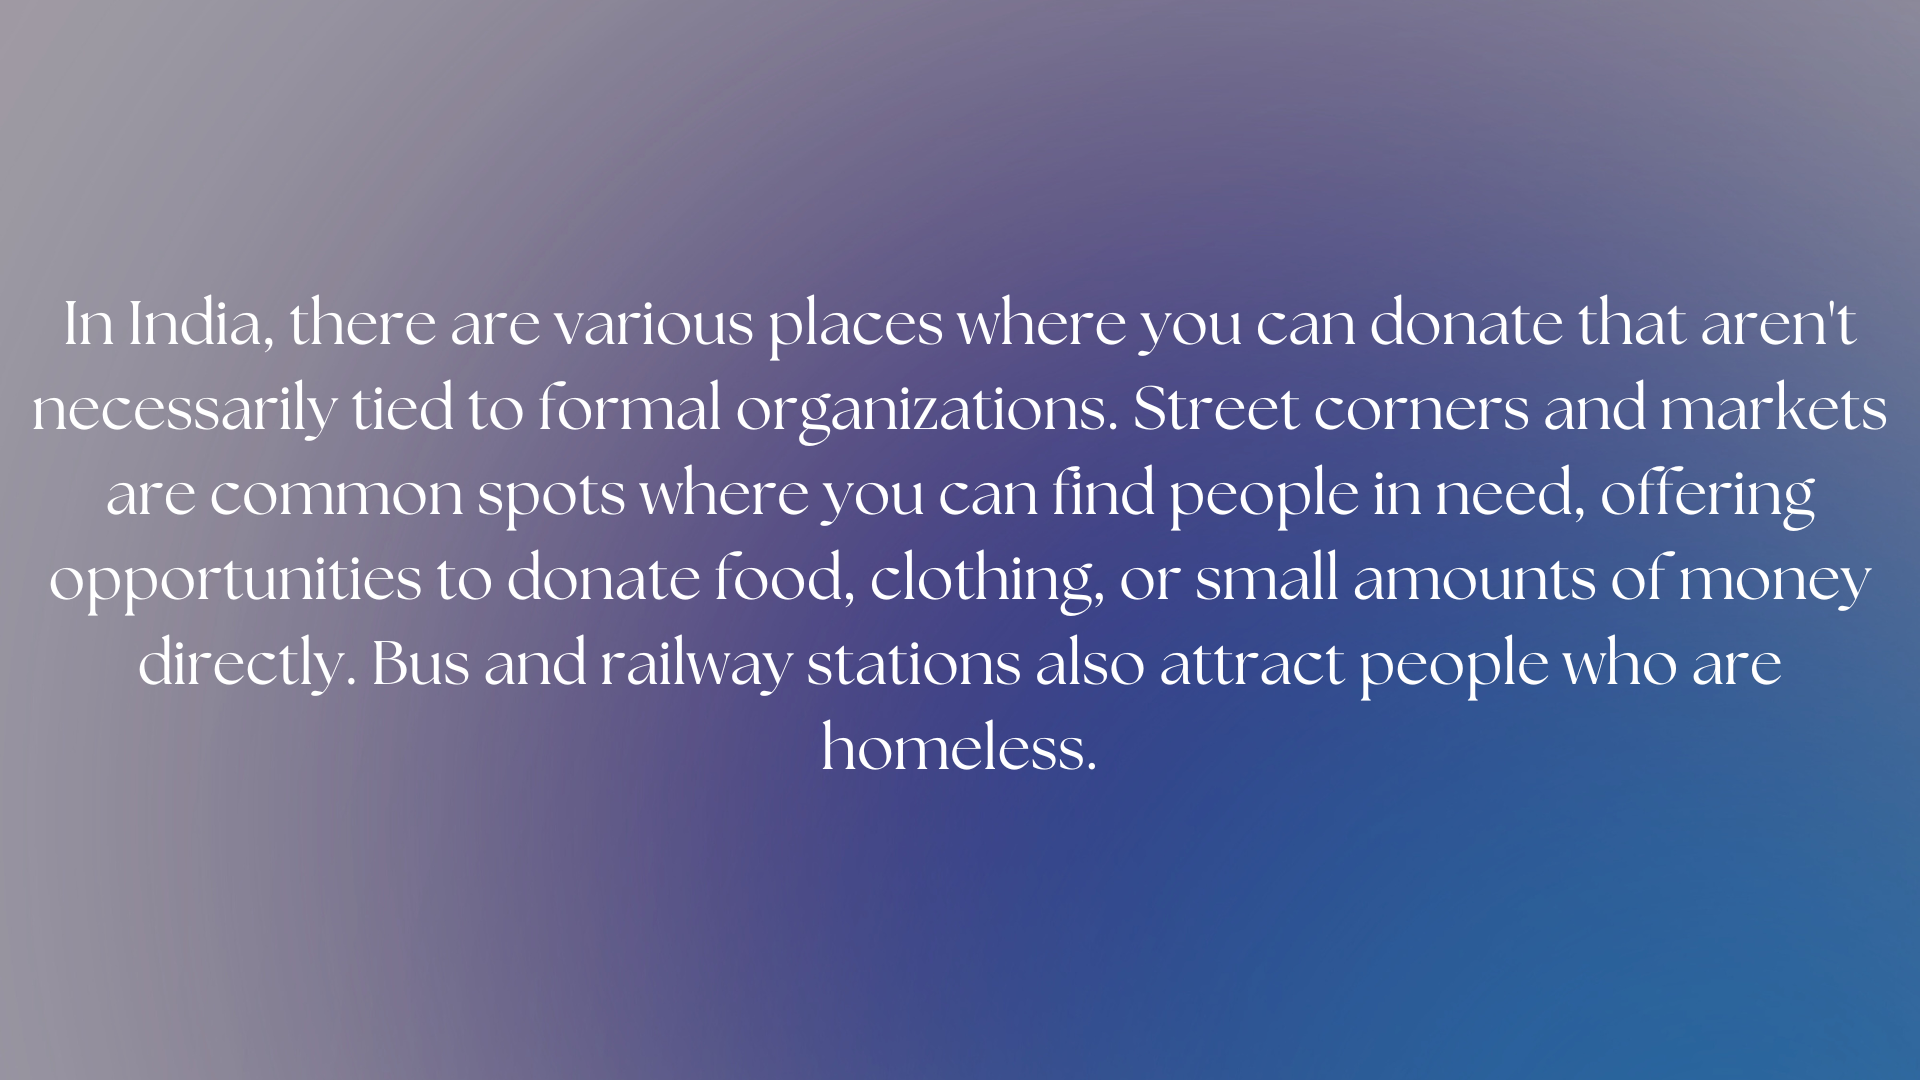 In India, there are various places where you can donate that aren't
necessarily tied to formal organizations. Street corners and markets
are common spots where you can find people in need, offering
opportunities to donate food, clothing, or small amounts of money
directly. Bus and railway stations also attract people who are
homeless.